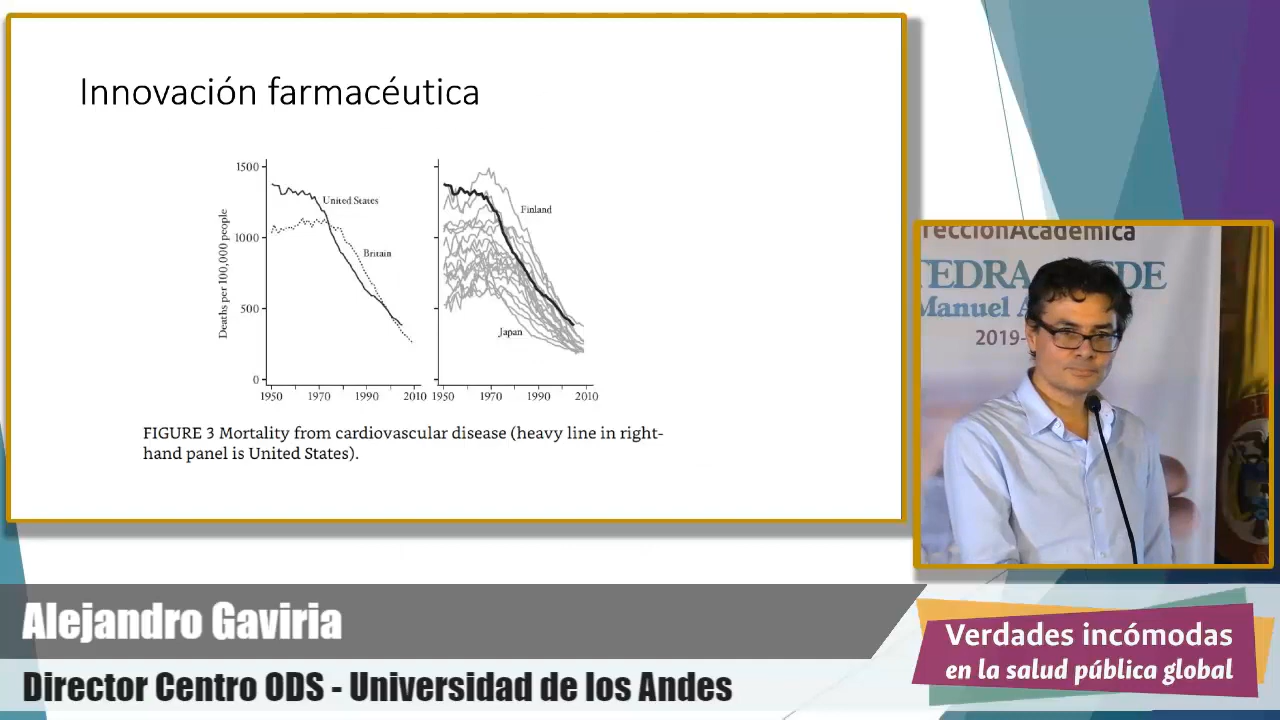 Innovación farmacéutica
1500
1000
500
0
Deaths per 100,000 people
United States
Britain
1950
1970
1990
2010
Finland
Japan
1950
1970
1990
2010
FIGURE 3 Mortality from cardiovascular disease (heavy line in right-
hand panel is United States).
recciónAcadémica
TEDRA
DE
Manuel A
2019-
Alejandro Gaviria
Director Centro ODS - Universidad de los Andes
Verdades incómodas
en la salud pública global